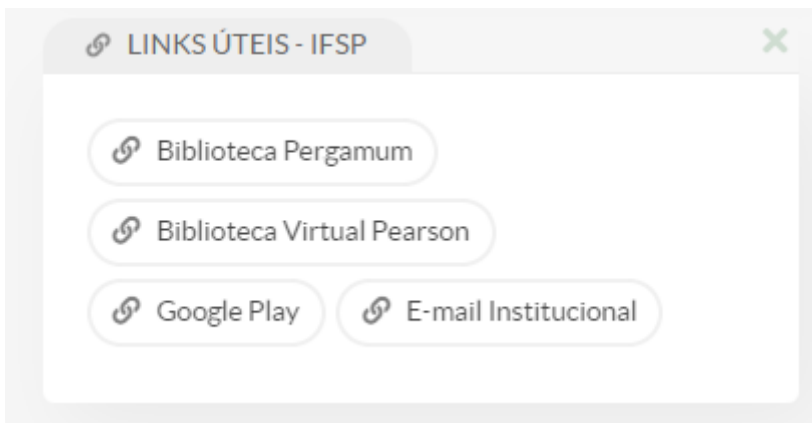 LINKS ÚTEIS - IFSP
Biblioteca Pergamum
Biblioteca Virtual Pearson
Google Play
E-mail Institucional